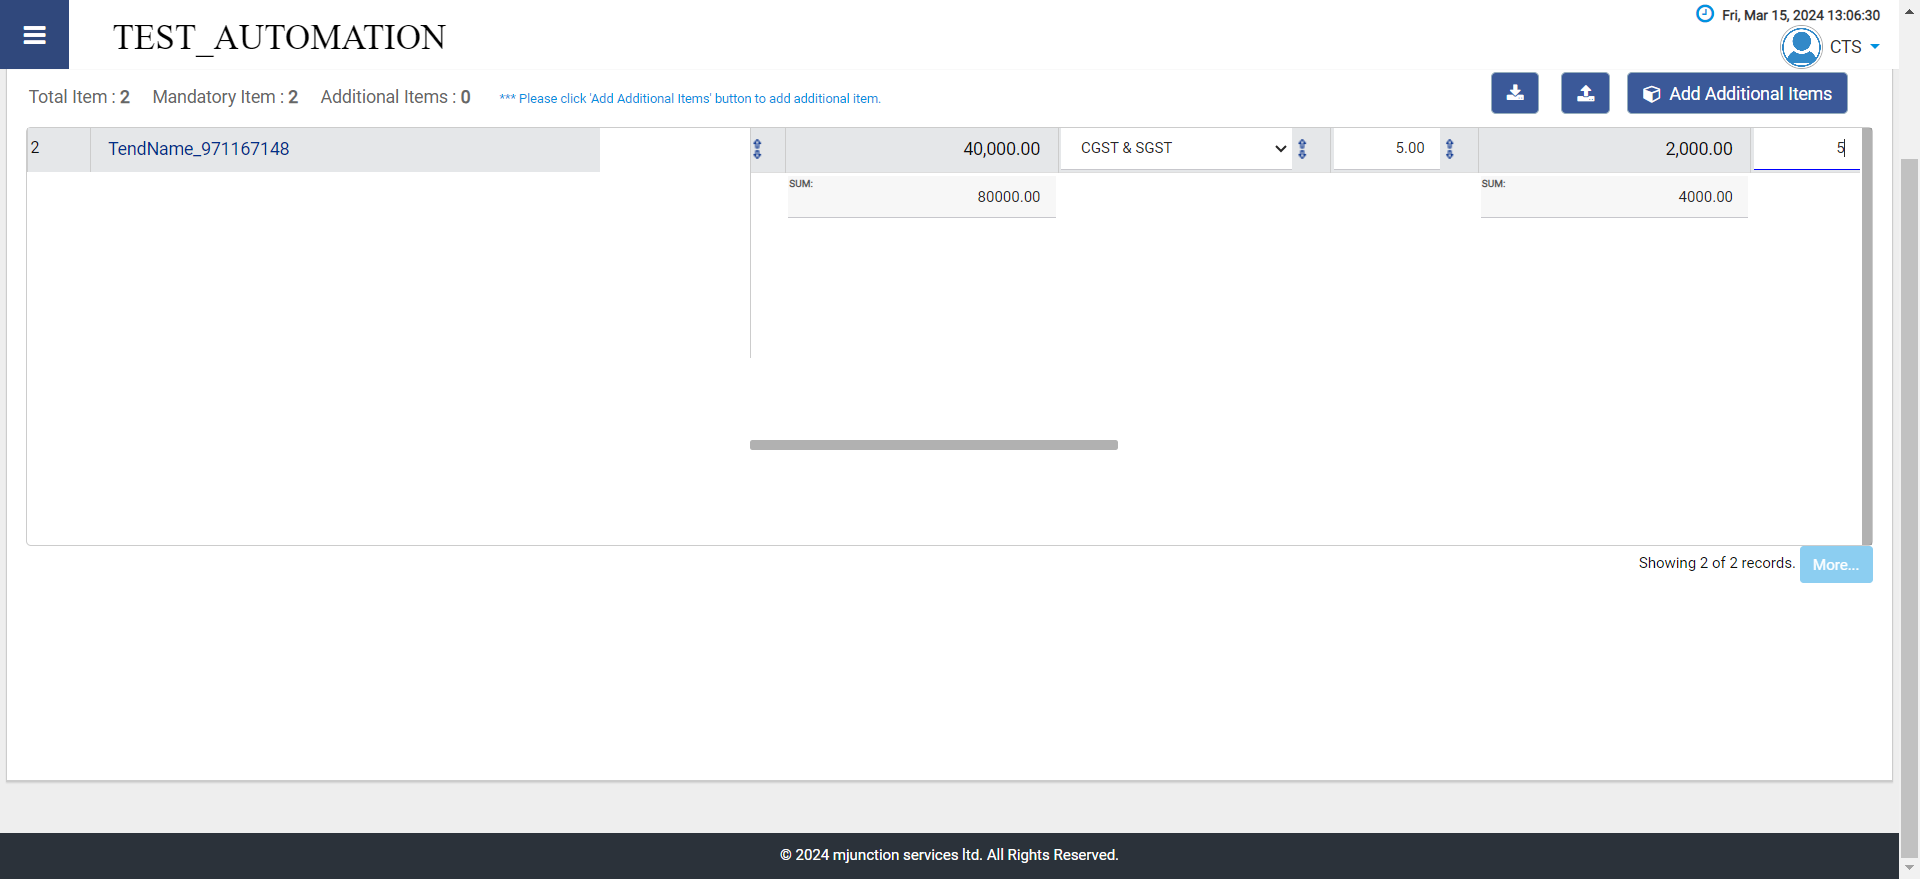 TEST_AUTOMATION
Fri, Mar 15, 2024 13:06:30
CTS
Total Item : 2 Mandatory Item : 2 Additional Items : 0 *** Please click 'Add Additional Items' button to add additional item.
Add Additional Items
2 TendName_971167148 40,000.00 CGST & SGST 5.00 2,000.00 5
SUM: SUM:
80000.00 4000.00
Showing 2 of 2 records. More...
© 2024 mjunction services ltd. All Rights Reserved.